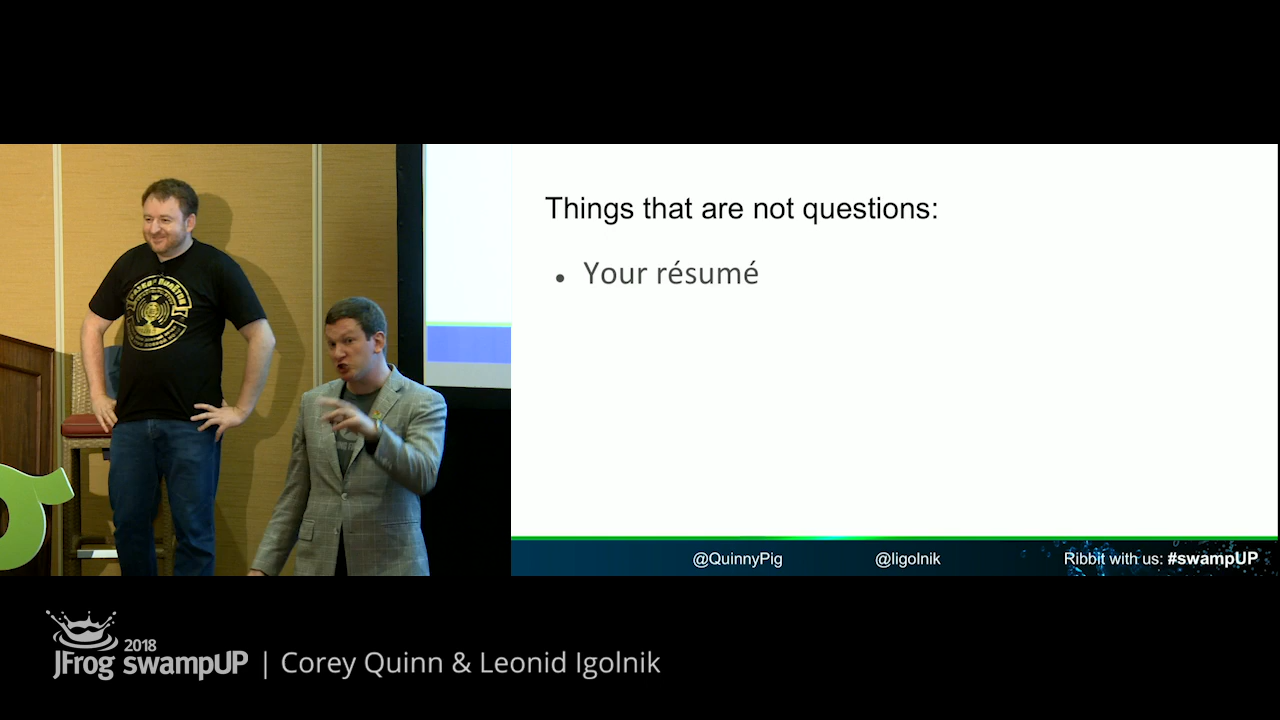 Things that are not questions:
• Your résumé
@QuinnyPig @ligolnik Ribbit with us: #swampUP
2018
JFrog swampUP | Corey Quinn & Leonid Igolnik